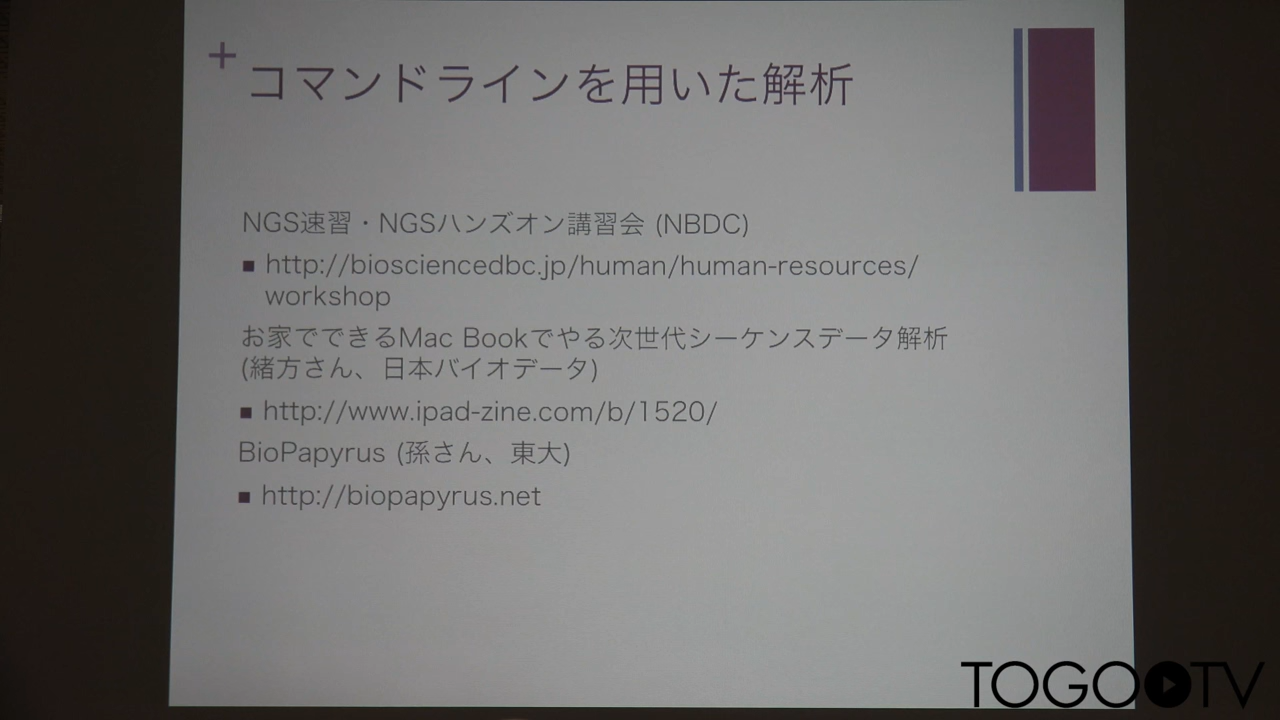 +
コマンドラインを用いた解析
NGS速習・NGSハンズオン講習会 (NBDC)
■ http://biosciencedbc.jp/human/human-resources/
workshop
お家でできるMac Bookでやる次世代シーケンスデータ解析
(緒方さん、日本バイオデータ)
■ http://www.ipad-zine.com/b/1520/
BioPapyrus (孫さん、東大)
■ http://biopapyrus.net
TOGO TV